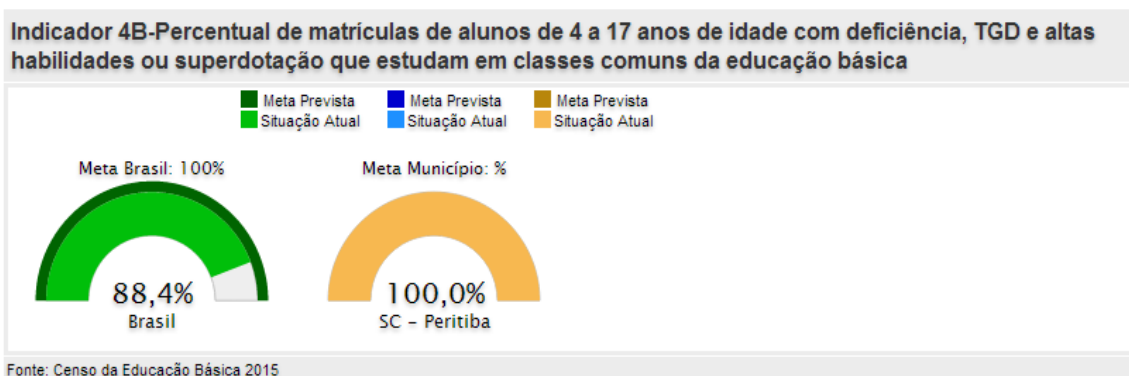 Indicador 4B-Percentual de matrículas de alunos de 4 a 17 anos de idade com deficiência, TGD e altas
habilidades ou superdotação que estudam em classes comuns da educação básica
Meta Prevista Meta Prevista Meta Prevista
Situação Atual Situação Atual Situação Atual
Meta Brasil: 100% Meta Município: %
88,4% 100,0%
Brasil SC - Peritiba
Fonte: Censo da Educação Básica 2015